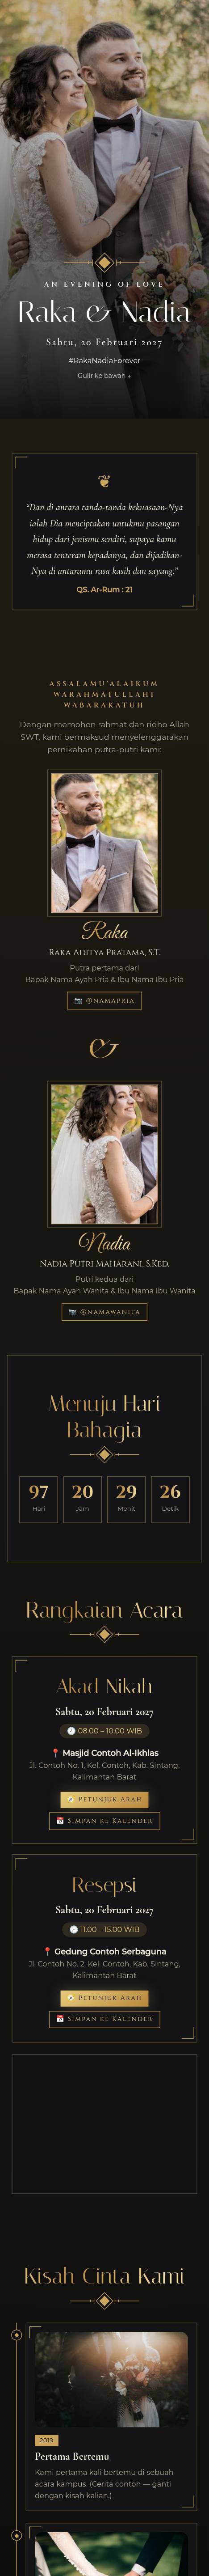 AN EVENING OF LOVE
Raka & Nadia
Sabtu, 20 Februari 2027
#RakaNadiaForever
Gulir ke bawah ↓
“Dan di antara tanda-tanda kekuasaan-Nya
ialah Dia menciptakan untukmu pasangan
hidup dari jenismu sendiri, supaya kamu
merasa tenteram kepadanya, dan dijadikan-
Nya di antaramu rasa kasih dan sayang.”
QS. Ar-Rum : 21
ASSALAMU'ALAIKUM
WARAHMATULLAHI
WABARAKATUH
Dengan memohon rahmat dan ridho Allah
SWT, kami bermaksud menyelenggarakan
pernikahan putra-putri kami:
Raka
RAKA ADITYA PRATAMA, S.T.
Putra pertama dari
Bapak Nama Ayah Pria & Ibu Nama Ibu Pria
📷 @NAMAPRIA
&
Nadia
NADIA PUTRI MAHARANI, S.KED.
Putri kedua dari
Bapak Nama Ayah Wanita & Ibu Nama Ibu Wanita
📷 @NAMAWANITA
Menuju Hari
Bahagia
97 20 29 26
Hari Jam Menit Detik
Rangkaian Acara
Akad Nikah
Sabtu, 20 Februari 2027
🕗 08.00 – 10.00 WIB
📍 Masjid Contoh Al-Ikhlas
Jl. Contoh No. 1, Kel. Contoh, Kab. Sintang,
Kalimantan Barat
🧭 PETUNJUK ARAH
📅 SIMPAN KE KALENDER
Resepsi
Sabtu, 20 Februari 2027
🕗 11.00 – 15.00 WIB
📍 Gedung Contoh Serbaguna
Jl. Contoh No. 2, Kel. Contoh, Kab. Sintang,
Kalimantan Barat
🧭 PETUNJUK ARAH
📅 SIMPAN KE KALENDER
Kisah Cinta Kami
2019
Pertama Bertemu
Kami pertama kali bertemu di sebuah
acara kampus. (Cerita contoh — ganti
dengan kisah kalian.)